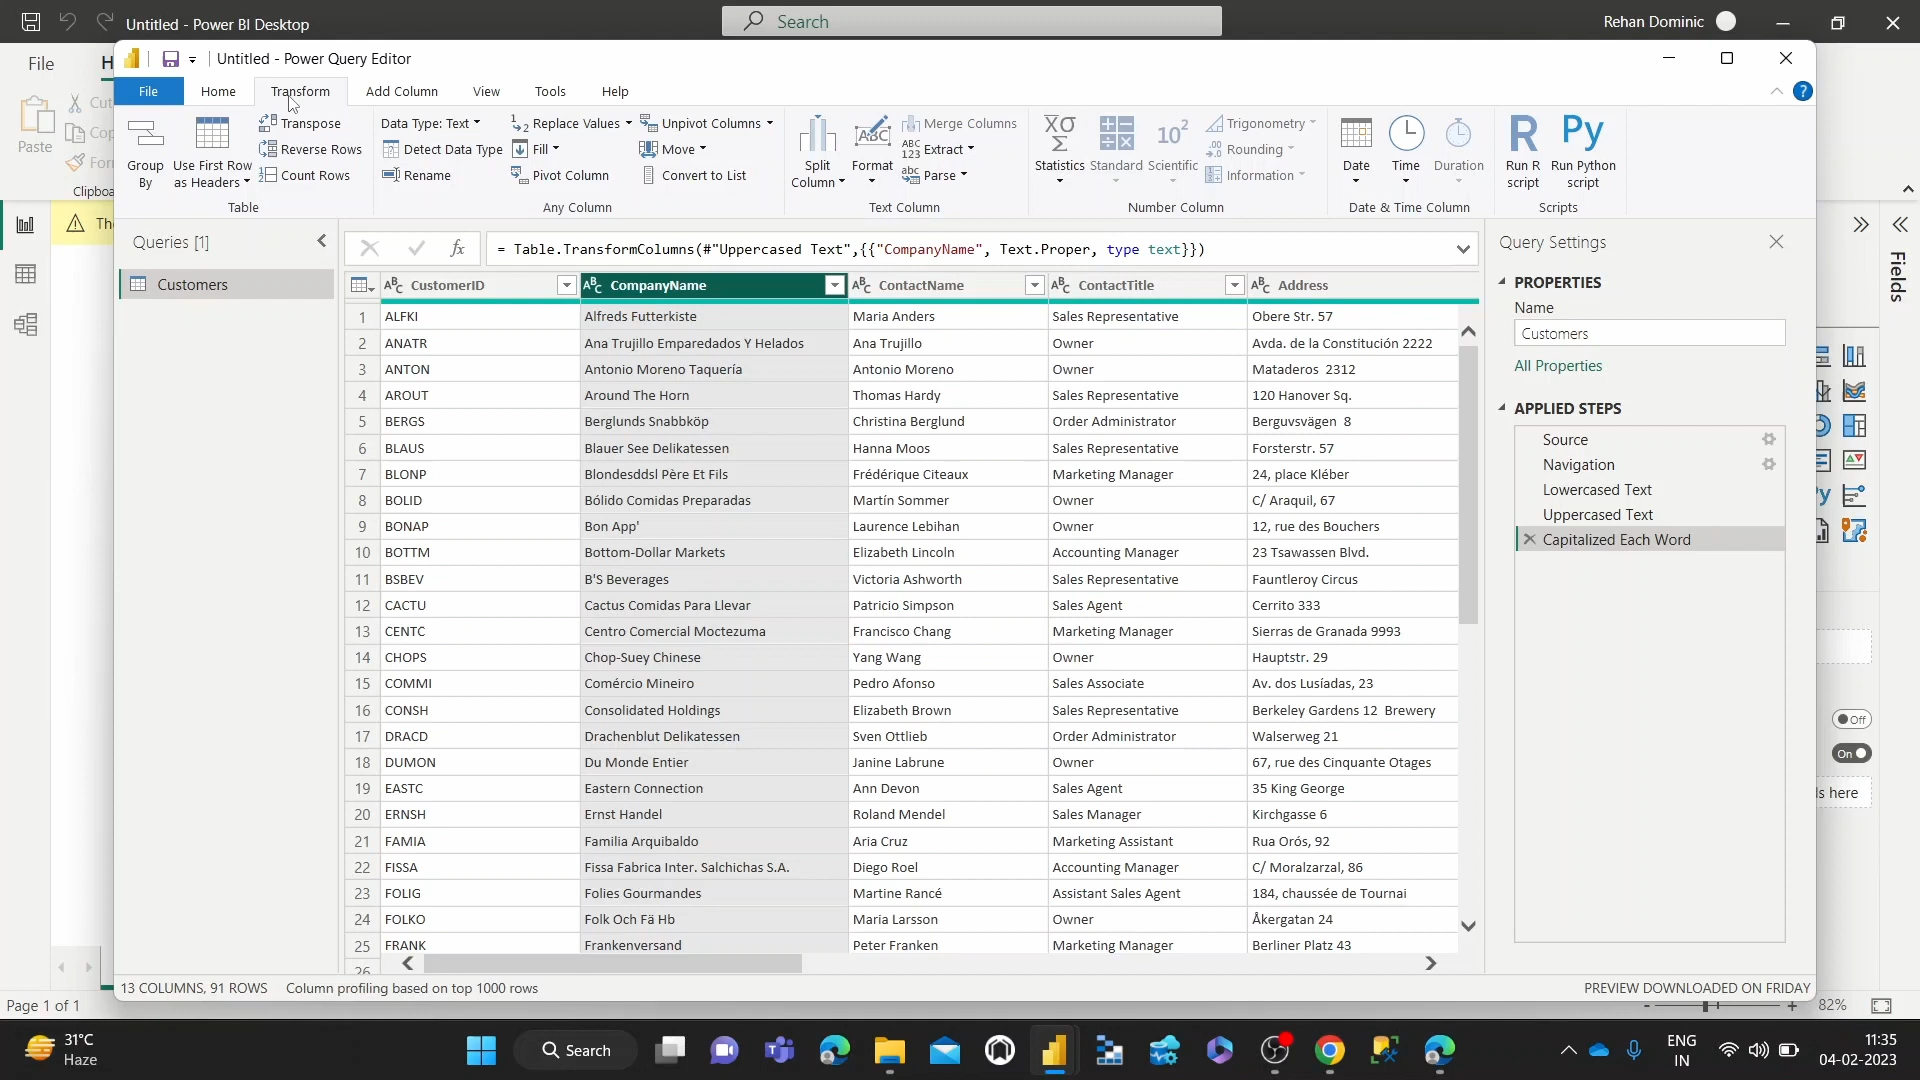 Untitled - Power BI Desktop
Search
Rehan Dominic
File
Paste
Untitled - Power Query Editor
File Home Transform Add Column View Tools Help
Group By
Use First Row as Headers
Transpose
Reverse Rows
Count Rows
Table
Data Type: Text
Detect Data Type
Rename
Replace Values
Fill
Pivot Column
Unpivot Columns
Move
Convert to List
Any Column
Split Column
Format
Merge Columns
Extract
Parse
Text Column
Statistics
Standard
Scientific
Trigonometry
Rounding
Information
Number Column
Date
Time
Duration
Date & Time Column
Run R script
Run Python script
Scripts
Queries [1]
Customers
= Table.TransformColumns(#"Uppercased Text",{{"CompanyName", Text.Proper, type text}})
CustomerID CompanyName ContactName ContactTitle Address
1 ALFKI Alfreds Futterkiste Maria Anders Sales Representative Obere Str. 57
2 ANATR Ana Trujillo Emparedados Y Helados Ana Trujillo Owner Avda. de la Constitución 2222
3 ANTON Antonio Moreno Taquería Antonio Moreno Owner Mataderos 2312
4 AROUT Around The Horn Thomas Hardy Sales Representative 120 Hanover Sq.
5 BERGS Berglunds Snabbköp Christina Berglund Order Administrator Berguvsvägen 8
6 BLAUS Blauer See Delikatessen Hanna Moos Sales Representative Forsterstr. 57
7 BLONP Blondesddsl Père Et Fils Frédérique Citeaux Marketing Manager 24, place Kléber
8 BOLID Bólido Comidas Preparadas Martín Sommer Owner C/ Araquil, 67
9 BONAP Bon App' Laurence Lebihan Owner 12, rue des Bouchers
10 BOTTM Bottom-Dollar Markets Elizabeth Lincoln Accounting Manager 23 Tsawassen Blvd.
11 BSBEV B'S Beverages Victoria Ashworth Sales Representative Fauntleroy Circus
12 CACTU Cactus Comidas Para Llevar Patricio Simpson Sales Agent Cerrito 333
13 CENTC Centro Comercial Moctezuma Francisco Chang Marketing Manager Sierras de Granada 9993
14 CHOPS Chop-Suey Chinese Yang Wang Owner Hauptstr. 29
15 COMMI Comércio Mineiro Pedro Afonso Sales Associate Av. dos Lusíadas, 23
16 CONSH Consolidated Holdings Elizabeth Brown Sales Representative Berkeley Gardens 12 Brewery
17 DRACD Drachenblut Delikatessen Sven Ottlieb Order Administrator Walserweg 21
18 DUMON Du Monde Entier Janine Labrune Owner 67, rue des Cinquante Otages
19 EASTC Eastern Connection Ann Devon Sales Agent 35 King George
20 ERNSH Ernst Handel Roland Mendel Sales Manager Kirchgasse 6
21 FAMIA Familia Arquibaldo Aria Cruz Marketing Assistant Rua Orós, 92
22 FISSA Fissa Fabrica Inter. Salchichas S.A. Diego Roel Accounting Manager C/ Moralzarzal, 86
23 FOLIG Folies Gourmandes Martine Rancé Assistant Sales Agent 184, chaussée de Tournai
24 FOLKO Folk Och Fä Hb Maria Larsson Owner Åkergatan 24
25 FRANK Frankenversand Peter Franken Marketing Manager Berliner Platz 43
26
Query Settings
PROPERTIES
Name
Customers
All Properties
APPLIED STEPS
Source
Navigation
Lowercased Text
Uppercased Text
Capitalized Each Word
Fields
Off
On
13 COLUMNS, 91 ROWS Column profiling based on top 1000 rows
PREVIEW DOWNLOADED ON FRIDAY
Page 1 of 1
82%
31°C
Haze
Search
ENG
IN
11:35
04-02-2023